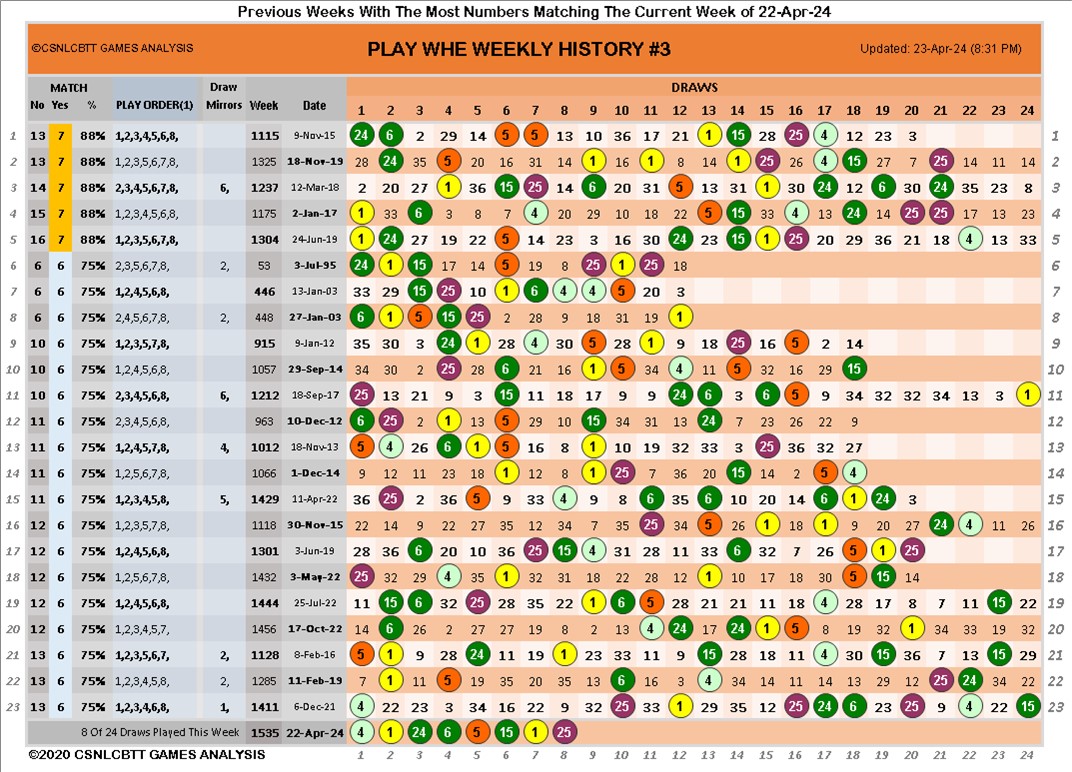 Previous Weeks With The Most Numbers Matching The Current Week of 22-Apr-24
©CSNLCBTT GAMES ANALYSIS PLAY WHE WEEKLY HISTORY #3 Updated: 23-Apr-24 (8:31 PM)
MATCH Draw DRAWS
No Yes % PLAY ORDER(1) Mirrors Week Date 1 2 3 4 5 6 7 8 9 10 11 12 13 14 15 16 17 18 19 20 21 22 23 24
1 13 7 88% 1,2,3,4,5,6,8, 1115 9-Nov-15 24 6 2 29 14 5 5 13 10 36 17 21 1 15 28 25 4 12 23 3 1
2 13 7 88% 1,2,3,5,6,7,8, 1325 18-Nov-19 28 24 35 5 20 16 31 14 1 16 1 8 14 1 25 26 4 15 27 7 25 14 11 14 2
3 14 7 88% 2,3,4,5,6,7,8, 6, 1237 12-Mar-18 2 20 27 1 36 15 25 14 6 20 31 5 13 31 1 30 24 12 6 30 24 35 23 8 3
4 15 7 88% 1,2,3,4,5,6,8, 1175 2-Jan-17 1 33 6 3 8 7 4 20 29 10 18 22 5 15 33 4 13 24 14 25 25 17 13 23 4
5 16 7 88% 1,2,3,5,6,7,8, 1304 24-Jun-19 1 24 27 19 22 5 14 23 3 16 30 24 23 15 1 25 20 29 36 21 18 4 13 33 5
6 6 6 75% 2,3,5,6,7,8, 2, 53 3-Jul-95 24 1 15 17 14 5 19 8 25 1 25 18 6
7 6 6 75% 1,2,4,5,6,8, 446 13-Jan-03 33 29 15 25 10 1 6 4 4 5 20 3 7
8 6 6 75% 2,4,5,6,7,8, 2, 448 27-Jan-03 6 1 5 15 25 2 28 9 18 31 19 1 8
9 10 6 75% 1,2,3,5,7,8, 915 9-Jan-12 35 30 3 24 1 28 4 30 5 28 1 9 14 25 16 5 2 14 9
10 10 6 75% 1,2,4,5,6,8, 1057 29-Sep-14 34 30 2 25 28 6 21 16 1 5 34 4 11 5 32 16 29 15 10
11 10 6 75% 2,3,4,5,6,8, 6, 1212 18-Sep-17 25 13 21 9 3 15 11 18 17 9 9 24 6 3 6 5 9 34 32 32 34 13 3 1 11
12 11 6 75% 2,3,4,5,6,8, 963 10-Dec-12 6 25 4 1 13 5 29 10 15 34 31 13 24 7 23 26 22 2 12
13 11 6 75% 1,2,4,5,7,8, 4, 1012 18-Nov-13 5 4 26 6 1 5 16 8 1 10 19 32 33 3 25 36 32 27 13
14 11 6 75% 1,2,5,6,7,8, 1066 1-Dec-14 9 12 11 23 18 1 12 8 1 25 7 36 20 15 14 2 5 4 14
15 11 6 75% 1,2,3,4,5,8, 5, 1429 11-Apr-22 36 25 2 36 5 9 33 4 9 8 6 35 6 10 20 14 6 1 24 3 15
16 12 6 75% 1,2,3,5,7,8, 1118 30-Nov-15 22 14 9 22 27 35 12 34 7 35 25 34 5 26 1 18 1 9 20 27 24 4 11 26 16
17 12 6 75% 1,2,4,5,6,8, 1301 3-Jun-19 28 36 6 20 10 36 25 15 4 31 28 11 33 6 32 7 26 5 1 25 17
18 12 6 75% 1,2,5,6,7,8, 1432 3-May-22 25 32 29 4 35 1 32 31 18 22 28 12 1 10 17 18 30 5 15 14 18
19 12 6 75% 1,2,4,5,6,8, 1444 25-Jul-22 11 15 6 32 25 28 35 22 1 6 5 28 21 21 11 18 4 28 17 8 7 11 15 22 19
20 12 6 75% 1,2,3,4,5,7, 1456 17-Oct-22 14 6 26 2 27 27 19 8 2 13 4 24 17 24 1 5 8 19 32 1 34 33 19 32 20
21 13 6 75% 1,2,3,5,6,7, 2, 1128 8-Feb-16 5 1 9 28 24 11 19 1 23 33 11 9 15 28 18 11 4 30 15 36 7 13 15 29 21
22 13 6 75% 1,2,3,4,5,8, 2, 1285 11-Feb-19 7 1 11 5 19 20 35 10 13 6 16 3 4 14 11 14 13 29 35 12 25 24 34 22 22
23 13 6 75% 1,2,3,4,6,8, 1, 1411 6-Dec-21 4 22 23 3 34 16 22 9 32 25 33 1 29 35 12 25 24 6 23 25 9 4 22 15 23
8 Of 24 Draws Played This Week 1535 22-Apr-24 4 1 24 6 5 15 1 25
©2020 CSNLCBTT GAMES ANALYSIS 1 2 3 4 5 6 7 8 9 10 11 12 13 14 15 16 17 18 19 20 21 22 23 24